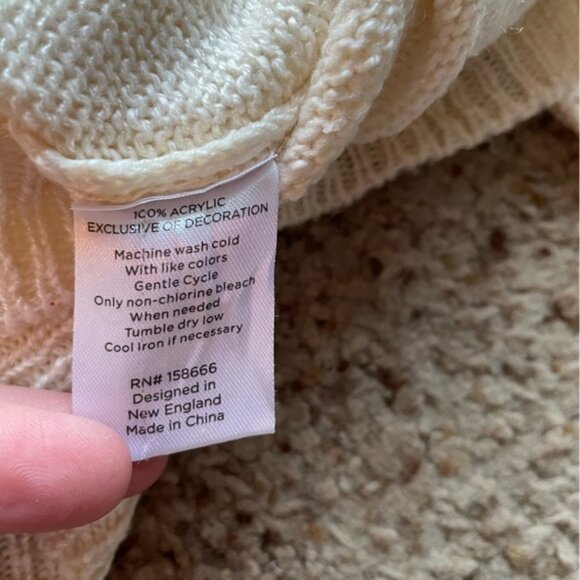 100% ACRYLIC
EXCLUSIVE OF DECORATION
Machine wash cold
With like colors
Gentle Cycle
Only non-chlorine bleach
When needed
Tumble dry low
Cool Iron if necessary
RN# 158666
Designed in
New England
Made in China